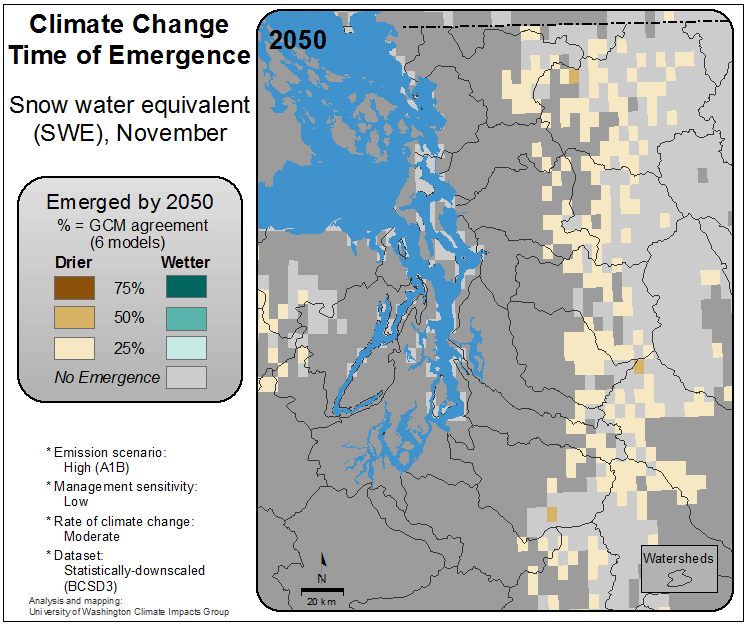 Climate Change
Time of Emergence
Snow water equivalent
(SWE), November
Emerged by 2050
% = GCM agreement
(6 models)
Drier Wetter
75%
50%
25%
No Emergence
* Emission scenario:
High (A1B)
* Management sensitivity:
Low
* Rate of climate change:
Moderate
* Dataset:
Statistically-downscaled
(BCSD3)
Analysis and mapping:
University of Washington Climate Impacts Group
2050
N
20 km
Watersheds